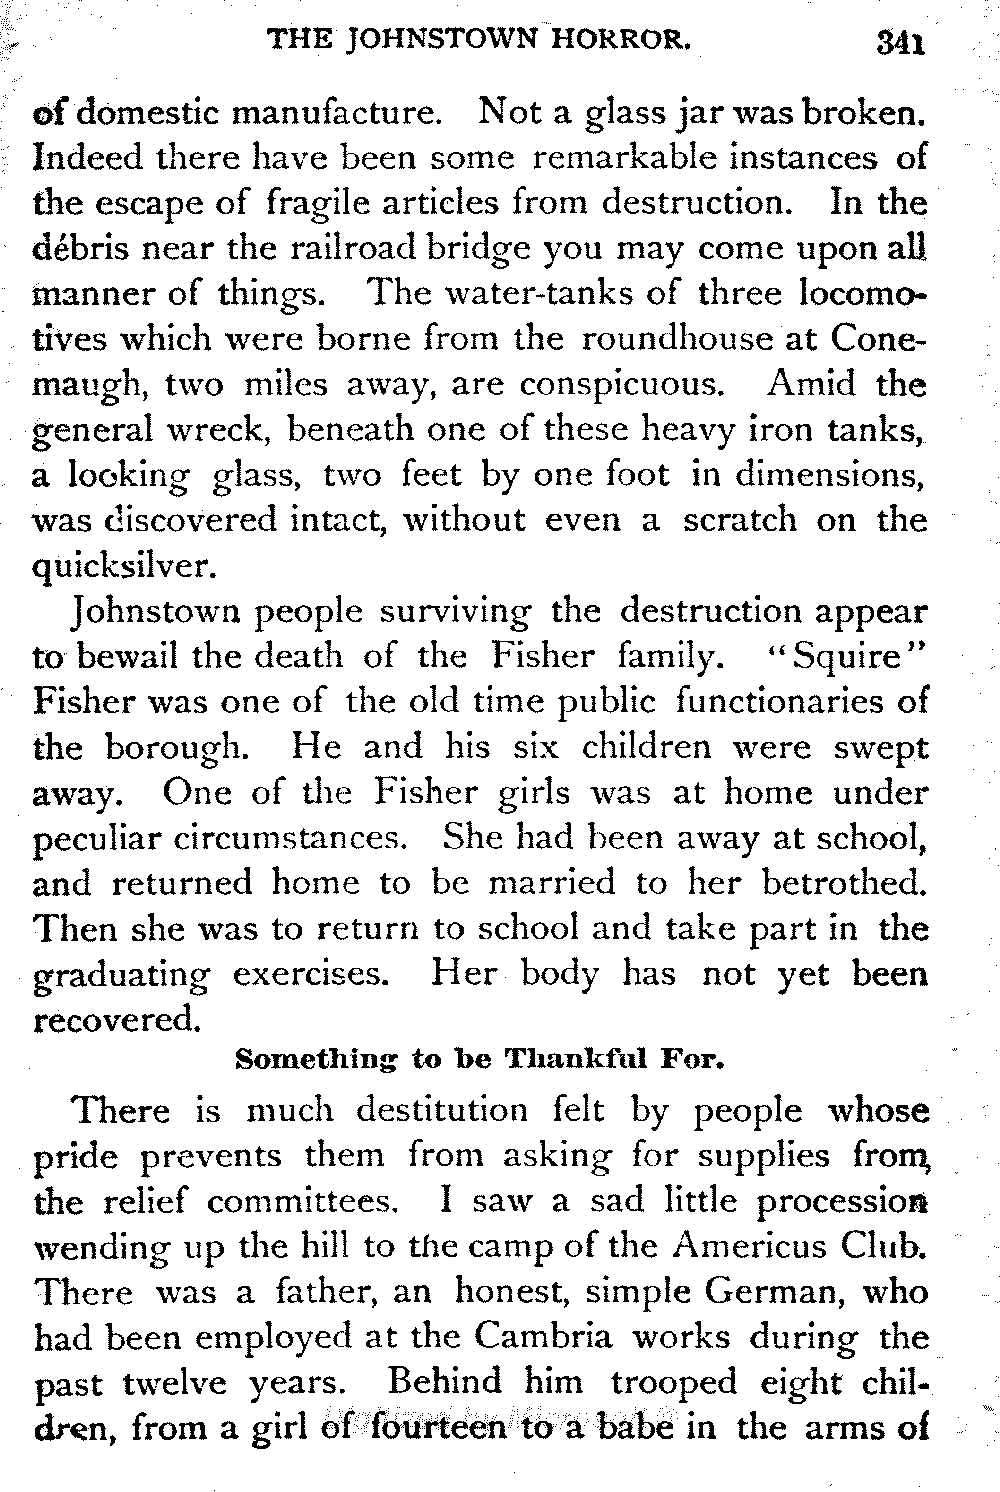 THE JOHNSTOWN HORROR. 341
of domestic manufacture. Not a glass jar was broken.
Indeed there have been some remarkable instances of
the escape of fragile articles from destruction. In the
débris near the railroad bridge you may come upon all
manner of things. The water-tanks of three locomo-
tives which were borne from the roundhouse at Cone-
maugh, two miles away, are conspicuous. Amid the
general wreck, beneath one of these heavy iron tanks,
a looking glass, two feet by one foot in dimensions,
was discovered intact, without even a scratch on the
quicksilver.
Johnstown people surviving the destruction appear
to bewail the death of the Fisher family. "Squire"
Fisher was one of the old time public functionaries of
the borough. He and his six children were swept
away. One of the Fisher girls was at home under
peculiar circumstances. She had been away at school,
and returned home to be married to her betrothed.
Then she was to return to school and take part in the
graduating exercises. Her body has not yet been
recovered.
Something to be Thankful For.
There is much destitution felt by people whose
pride prevents them from asking for supplies from,
the relief committees. I saw a sad little procession
wending up the hill to the camp of the Americus Club.
There was a father, an honest, simple German, who
had been employed at the Cambria works during the
past twelve years. Behind him trooped eight chil-
dren, from a girl of fourteen to a babe in the arms of